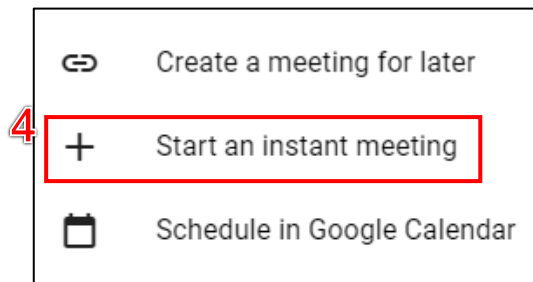 Create a meeting for later
4
Start an instant meeting
Schedule in Google Calendar